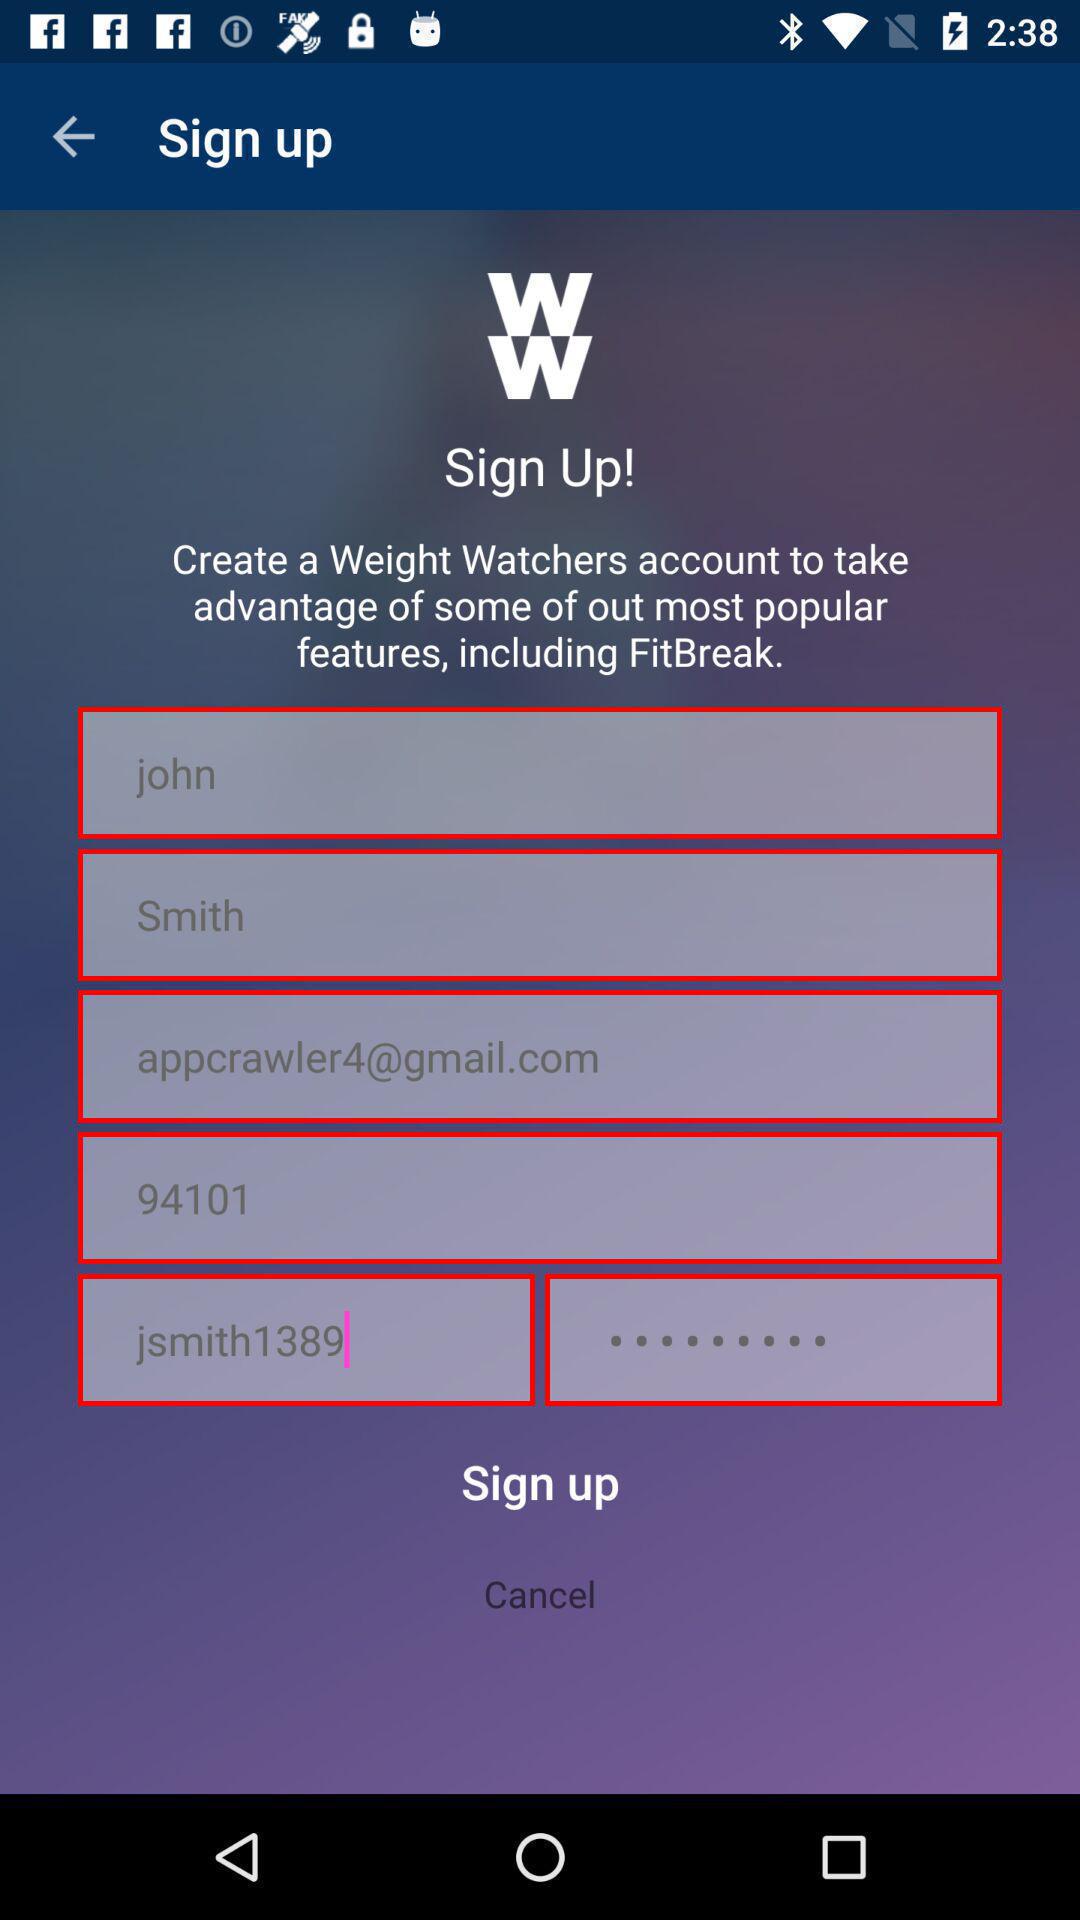 FAKE
2:38
Sign up
W
W
Sign Up!
Create a Weight Watchers account to take
advantage of some of out most popular
features, including FitBreak.
john
Smith
appcrawler4@gmail.com
94101
jsmith1389 •••••••••
Sign up
Cancel